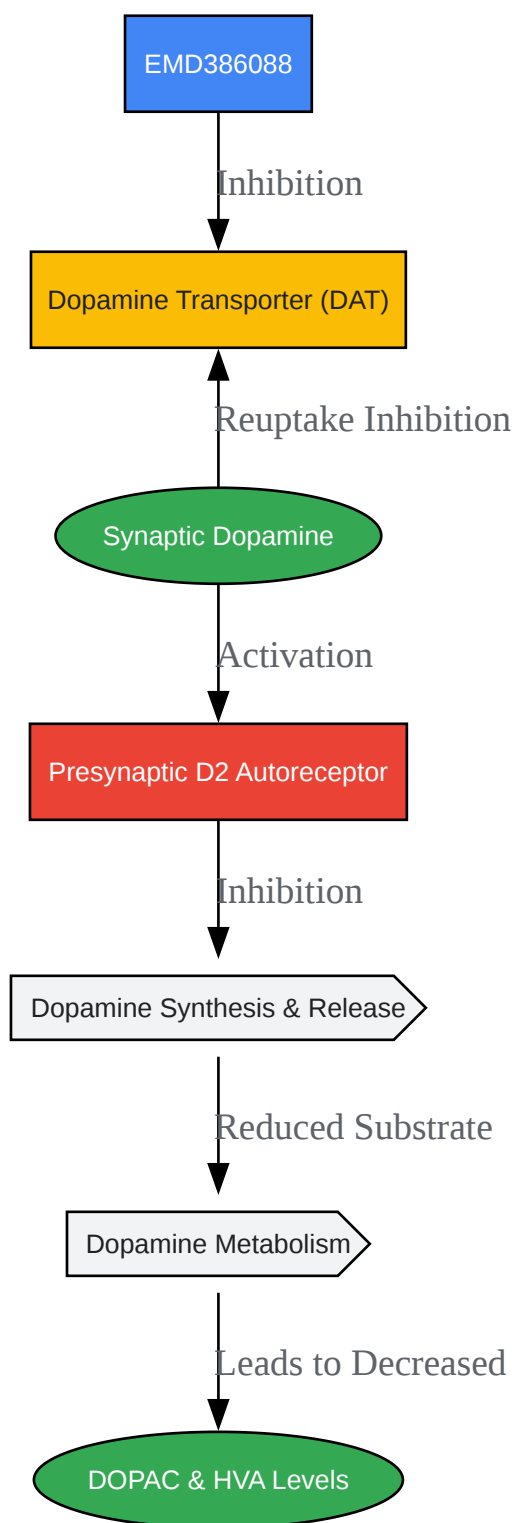 EMD386088
Inhibition
Dopamine Transporter (DAT)
Reuptake Inhibition
Synaptic Dopamine
Activation
Presynaptic D2 Autoreceptor
Inhibition
Dopamine Synthesis & Release
Reduced Substrate
Dopamine Metabolism
Leads to Decreased
DOPAC & HVA Levels